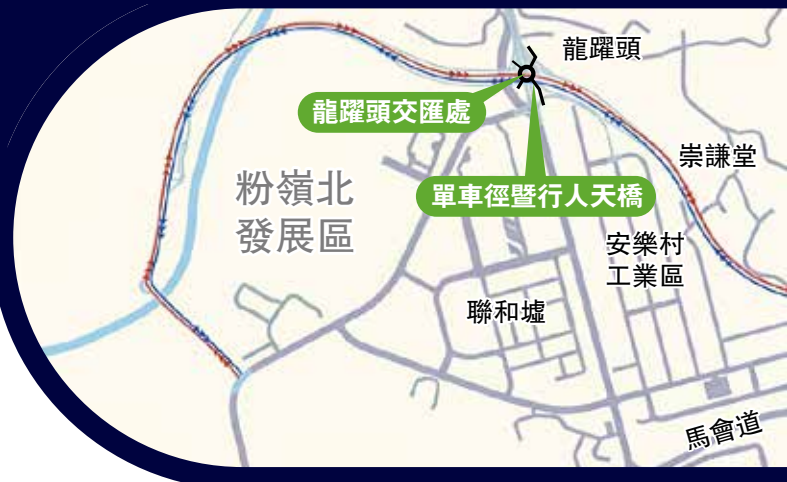 龍躍頭
龍躍頭交匯處
崇謙堂
粉嶺北
發展區
單車徑暨行人天橋
安樂村
工業區
聯和墟
馬會道